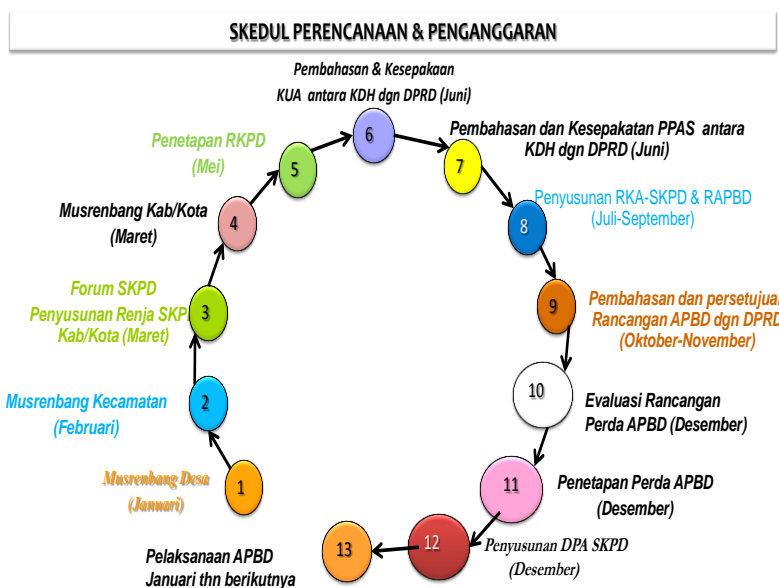 SKEDUL PERENCANAAN & PENGANGGARAN
1
Musrenbang Desa
(Januari)
2
Musrenbang Kecamatan
(Februari)
3
Forum SKPD
Penyusunan Renja SKP
Kab/Kota (Maret)
4
Musrenbang Kab/Kota
(Maret)
5
Penetapan RKPD
(Mei)
6
Pembahasan & Kesepakaan
KUA antara KDH dgn DPRD (Juni)
7
Pembahasan dan Kesepakatan PPAS antara
KDH dgn DPRD (Juni)
8
Penyusunan RKA-SKPD & RAPBD
(Juli-September)
9
Pembahasan dan persetujuan
Rancangan APBD dgn DPRD
(Oktober-November)
10
Evaluasi Rancangan
Perda APBD (Desember)
11
Penetapan Perda APBD
(Desember)
12
Penyusunan DPA SKPD
(Desember)
13
Pelaksanaan APBD
Januari thn berikutnya